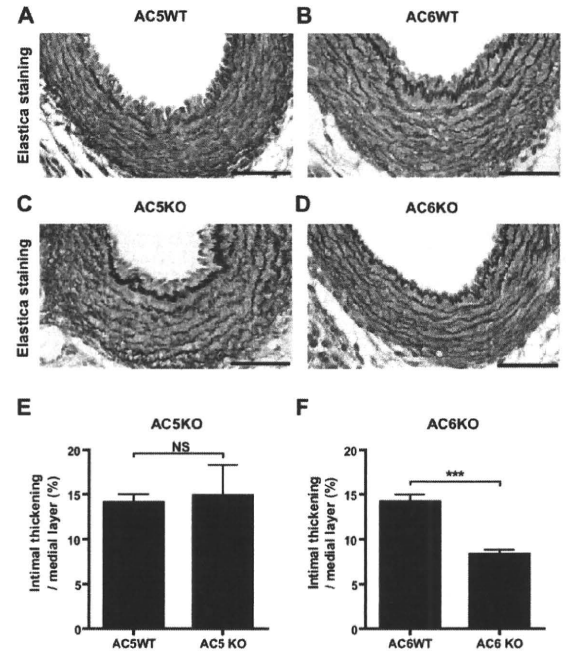 A AC5WT
B AC6WT
Elastica staining
C AC5KO
D AC6KO
Elastica staining
E
AC5KO
Intimal thickening
/ medial layer (%)
20
15
10
5
0
NS
AC5WT
AC5 KO
F
AC6KO
Intimal thickening
/ medial layer (%)
20
15
10
5
0
***
AC6WT
AC6 KO